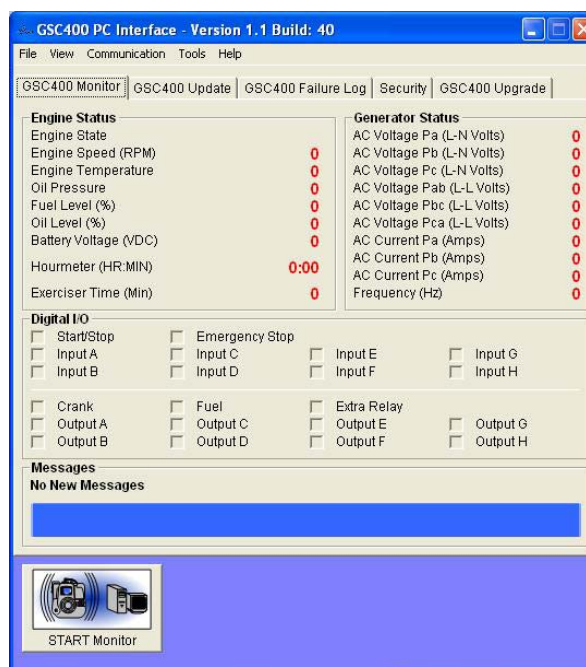 GSC400 PC Interface - Version 1.1 Build: 40
File View Communication Tools Help
GSC400 Monitor GSC400 Update GSC400 Failure Log Security GSC400 Upgrade
Engine Status
Engine State
Engine Speed (RPM) 0
Engine Temperature 0
Oil Pressure 0
Fuel Level (%) 0
Oil Level (%) 0
Battery Voltage (VDC) 0
Hourmeter (HR:MIN) 0:00
Exerciser Time (Min) 0
Generator Status
AC Voltage Pa (L-N Volts) 0
AC Voltage Pb (L-N Volts) 0
AC Voltage Pc (L-N Volts) 0
AC Voltage Pab (L-L Volts) 0
AC Voltage Pbc (L-L Volts) 0
AC Voltage Pca (L-L Volts) 0
AC Current Pa (Amps) 0
AC Current Pb (Amps) 0
AC Current Pc (Amps) 0
Frequency (Hz) 0
Digital I/O
Start/Stop Emergency Stop
Input A Input C Input E Input G
Input B Input D Input F Input H
Crank Fuel Extra Relay
Output A Output C Output E Output G
Output B Output D Output F Output H
Messages
No New Messages
START Monitor